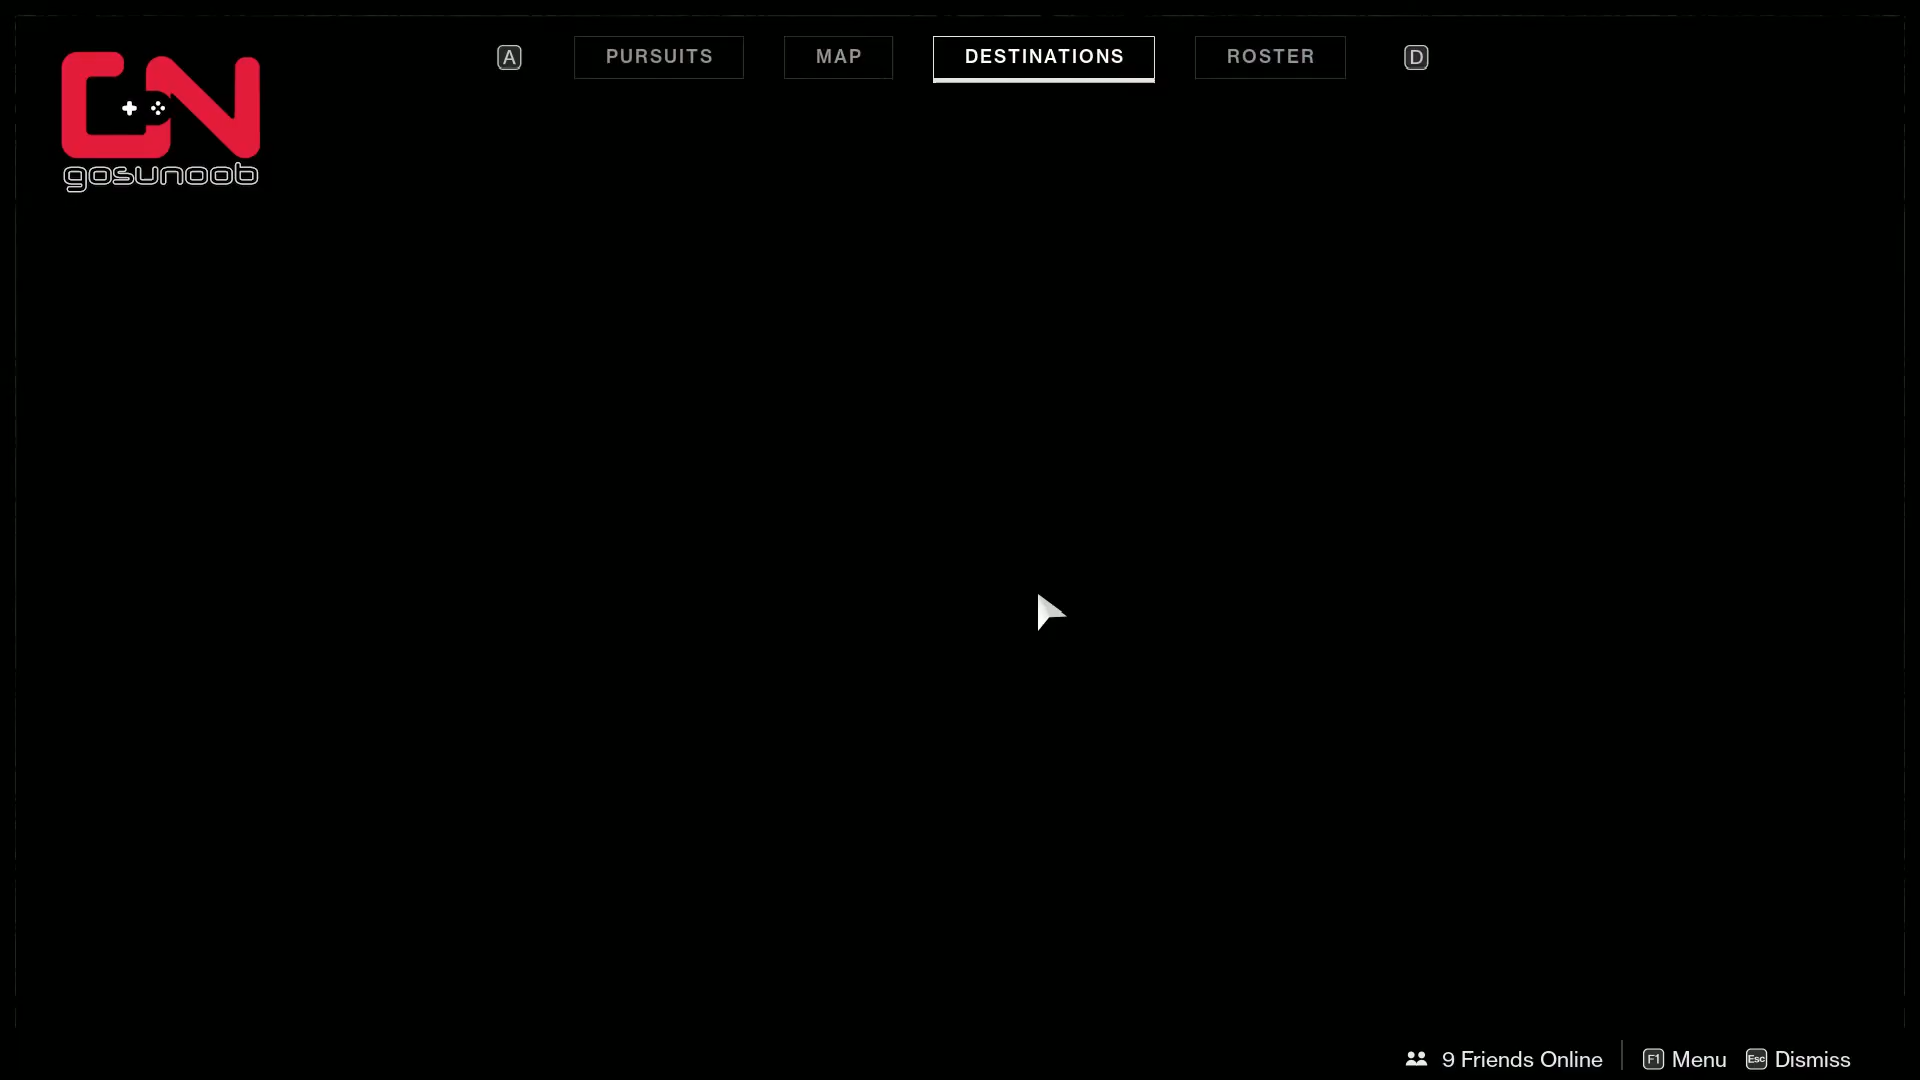 A PURSUITS MAP DESTINATIONS ROSTER D
gosunoob
9 Friends Online F1 Menu Esc Dismiss